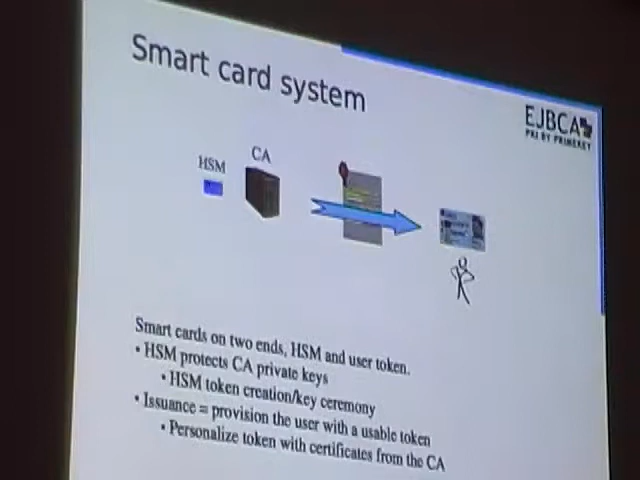 Smart card system
EJBCA
PKI BY PRIMEKEY
HSM
CA
Smart cards on two ends, HSM and user token.
• HSM protects CA private keys
• HSM token creation/key ceremony
• Issuance = provision the user with a usable token
• Personalize token with certificates from the CA